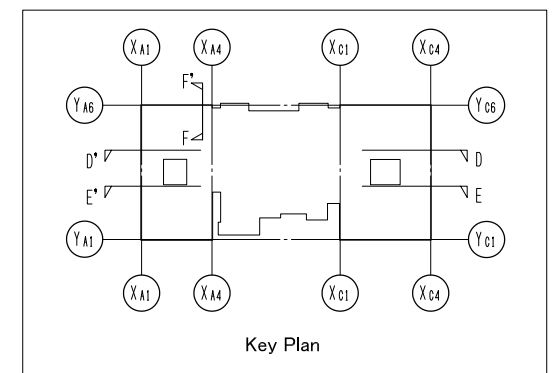 XA1 XA4 XC1 XC4
F'
YA6 YC6
F
D' D
E' E
YA1 YC1
XA1 XA4 XC1 XC4
Key Plan